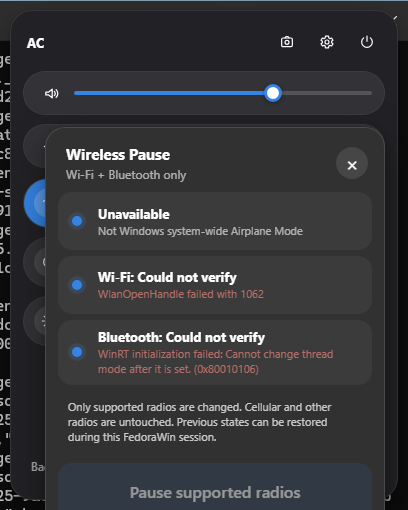 AC
Wireless Pause
Wi-Fi + Bluetooth only
Unavailable
Not Windows system-wide Airplane Mode
Wi-Fi: Could not verify
WlanOpenHandle failed with 1062
Bluetooth: Could not verify
WinRT initialization failed: Cannot change thread
mode after it is set. (0x80010106)
Only supported radios are changed. Cellular and other
radios are untouched. Previous states can be restored
during this FedoraWin session.
Pause supported radios